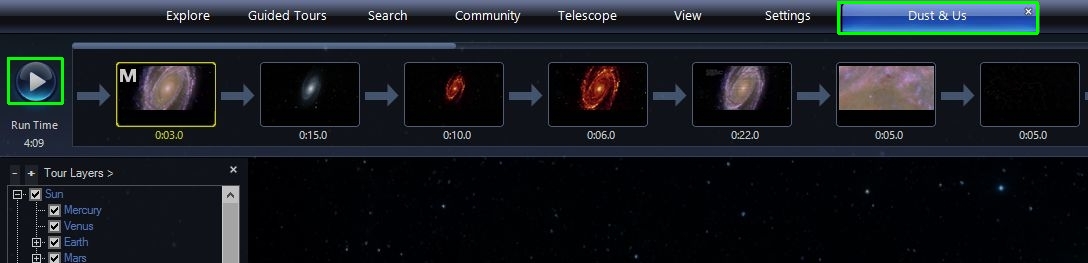 Explore Guided Tours Search Community Telescope View Settings Dust & Us
M
Run Time
4:09
0:03.0 0:15.0 0:10.0 0:06.0 0:22.0 0:05.0 0:05.0
Tour Layers >
Sun
Mercury
Venus
Earth
Mars